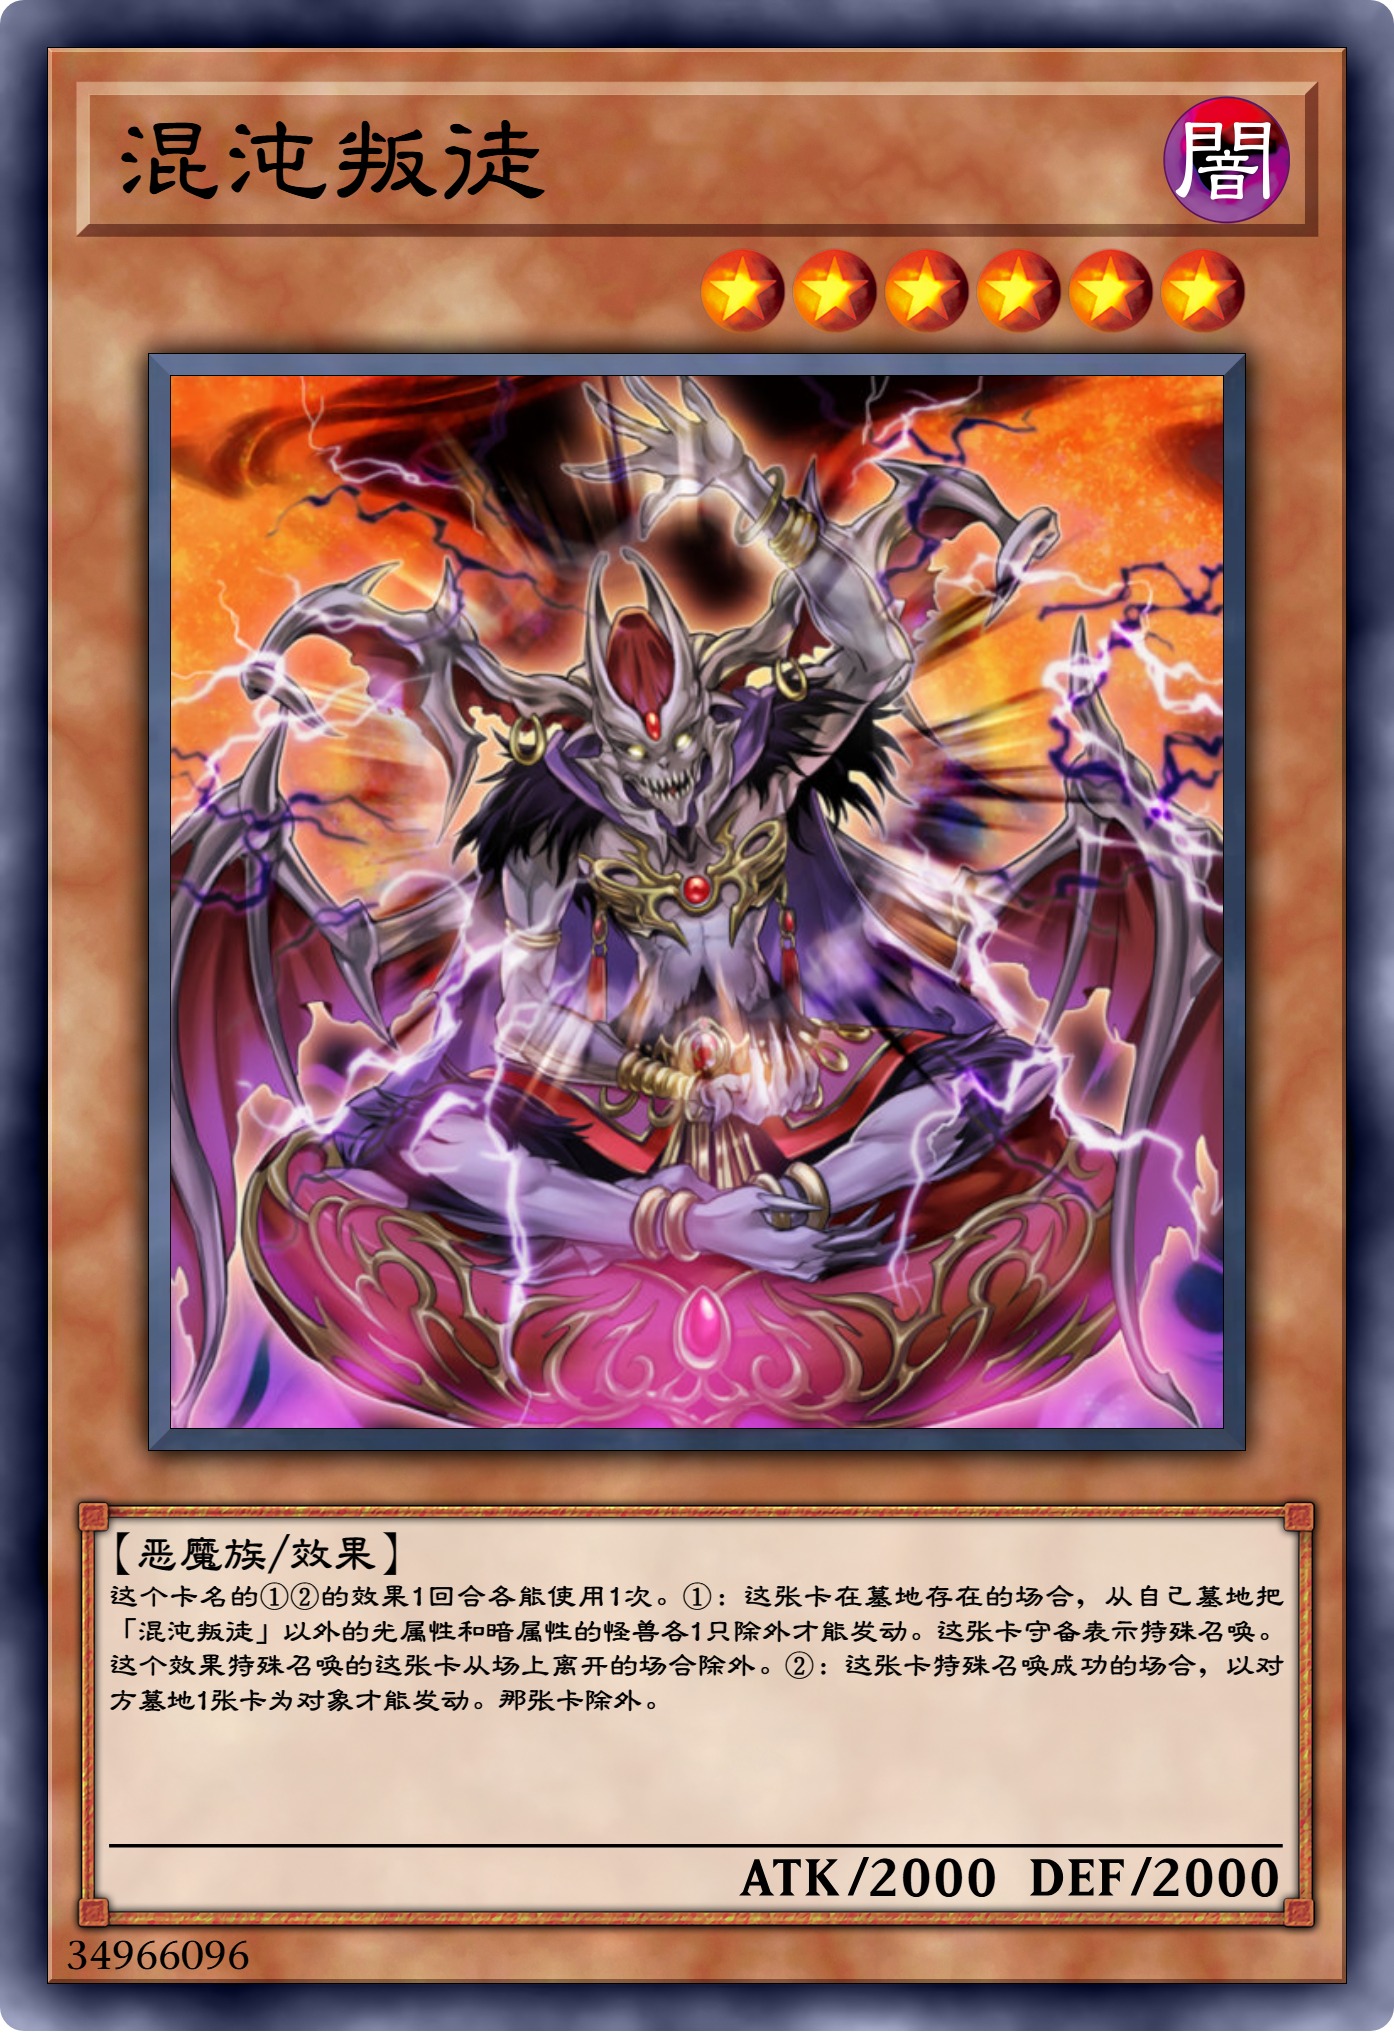 混沌叛徒
闇
【恶魔族/效果】
这个卡名的①②的效果1回合各能使用1次。①：这张卡在墓地存在的场合，从自己墓地把
「混沌叛徒」以外的光属性和暗属性的怪兽各1只除外才能发动。这张卡守备表示特殊召唤。
这个效果特殊召唤的这张卡从场上离开的场合除外。②：这张卡特殊召唤成功的场合，以对
方墓地1张卡为对象才能发动。那张卡除外。
ATK/2000 DEF/2000
34966096